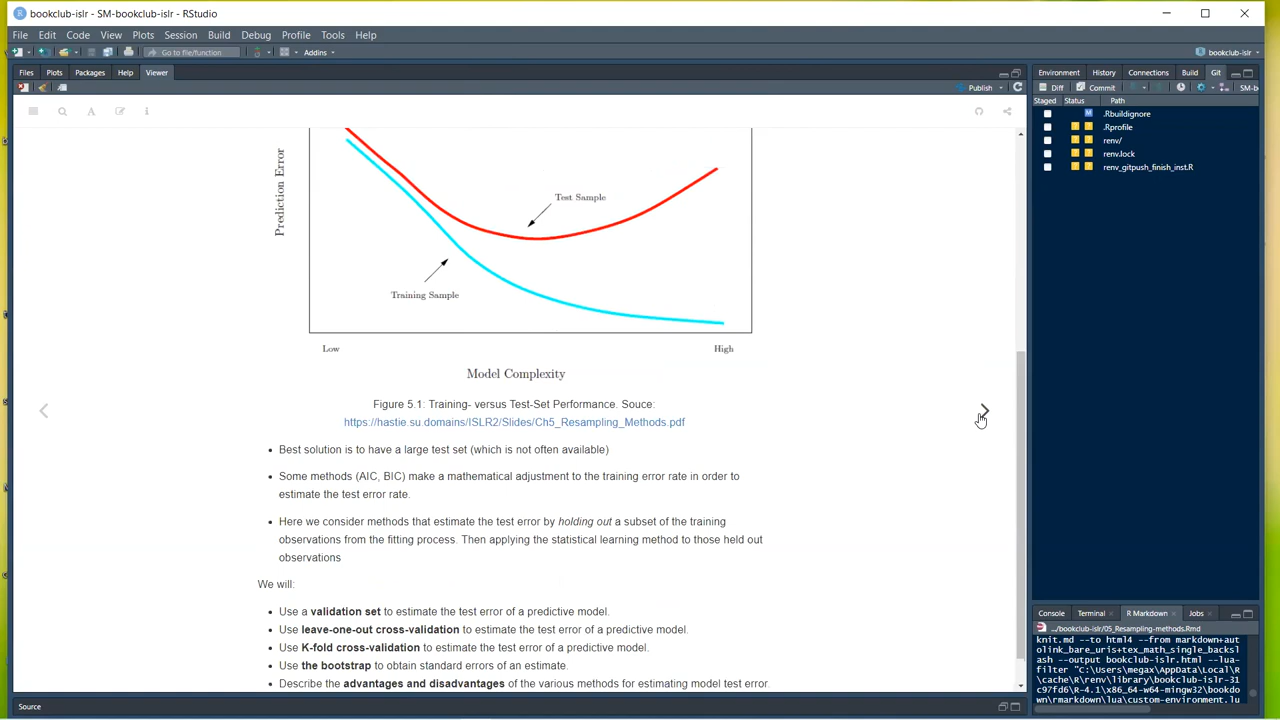 bookclub-islr - SM-bookclub-islr - RStudio
File Edit Code View Plots Session Build Debug Profile Tools Help
Go to file/function Addins bookclub-islr
Files Plots Packages Help Viewer
Publish
Prediction Error
Test Sample
Training Sample
Low High
Model Complexity
Figure 5.1: Training- versus Test-Set Performance. Souce:
https://hastie.su.domains/ISLR2/Slides/Ch5_Resampling_Methods.pdf
Best solution is to have a large test set (which is not often available)
Some methods (AIC, BIC) make a mathematical adjustment to the training error rate in order to
estimate the test error rate.
Here we consider methods that estimate the test error by holding out a subset of the training
observations from the fitting process. Then applying the statistical learning method to those held out
observations
We will:
Use a validation set to estimate the test error of a predictive model.
Use leave-one-out cross-validation to estimate the test error of a predictive model.
Use K-fold cross-validation to estimate the test error of a predictive model.
Use the bootstrap to obtain standard errors of an estimate.
Describe the advantages and disadvantages of the various methods for estimating model test error.
Source
Environment History Connections Build Git
Diff Commit SM-b
Staged Status Path
M .Rbuildignore
? ? .Rprofile
? ? renv/
? ? renv.lock
? ? renv_gitpush_finish_inst.R
Console Terminal R Markdown Jobs
.../bookclub-islr/05_Resampling-methods.Rmd
knit.md --to html4 --from markdown+aut
olink_bare_uris+tex_math_single_backsl
ash --output bookclub-islr.html --lua-
filter "C:\Users\megax\AppData\Local\R
\cache\R\renv\library\bookclub-islr-31
c97fd6\R-4.1\x86_64-w64-mingw32\bookdo
wn\rmarkdown\lua\custom-environment.lu